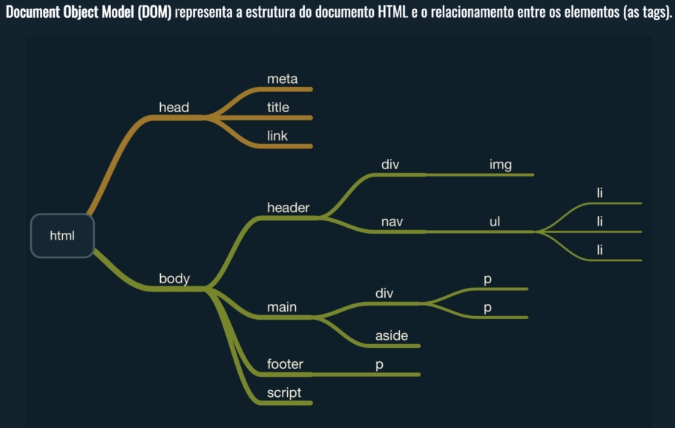 Document Object Model (DOM) representa a estrutura do documento HTML e o relacionamento entre os elementos (as tags).
html
head
meta
title
link
body
header
div
img
nav
ul
li
li
li
main
div
p
p
aside
footer
p
script